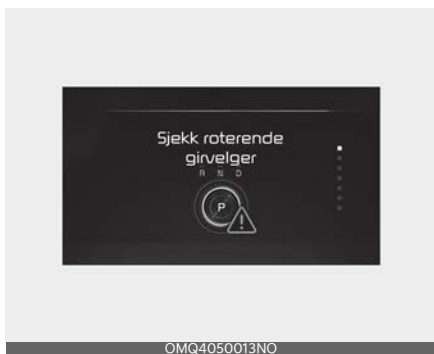 Sjekk roterende
girvelger
R N D
P
OMQ4050013NO